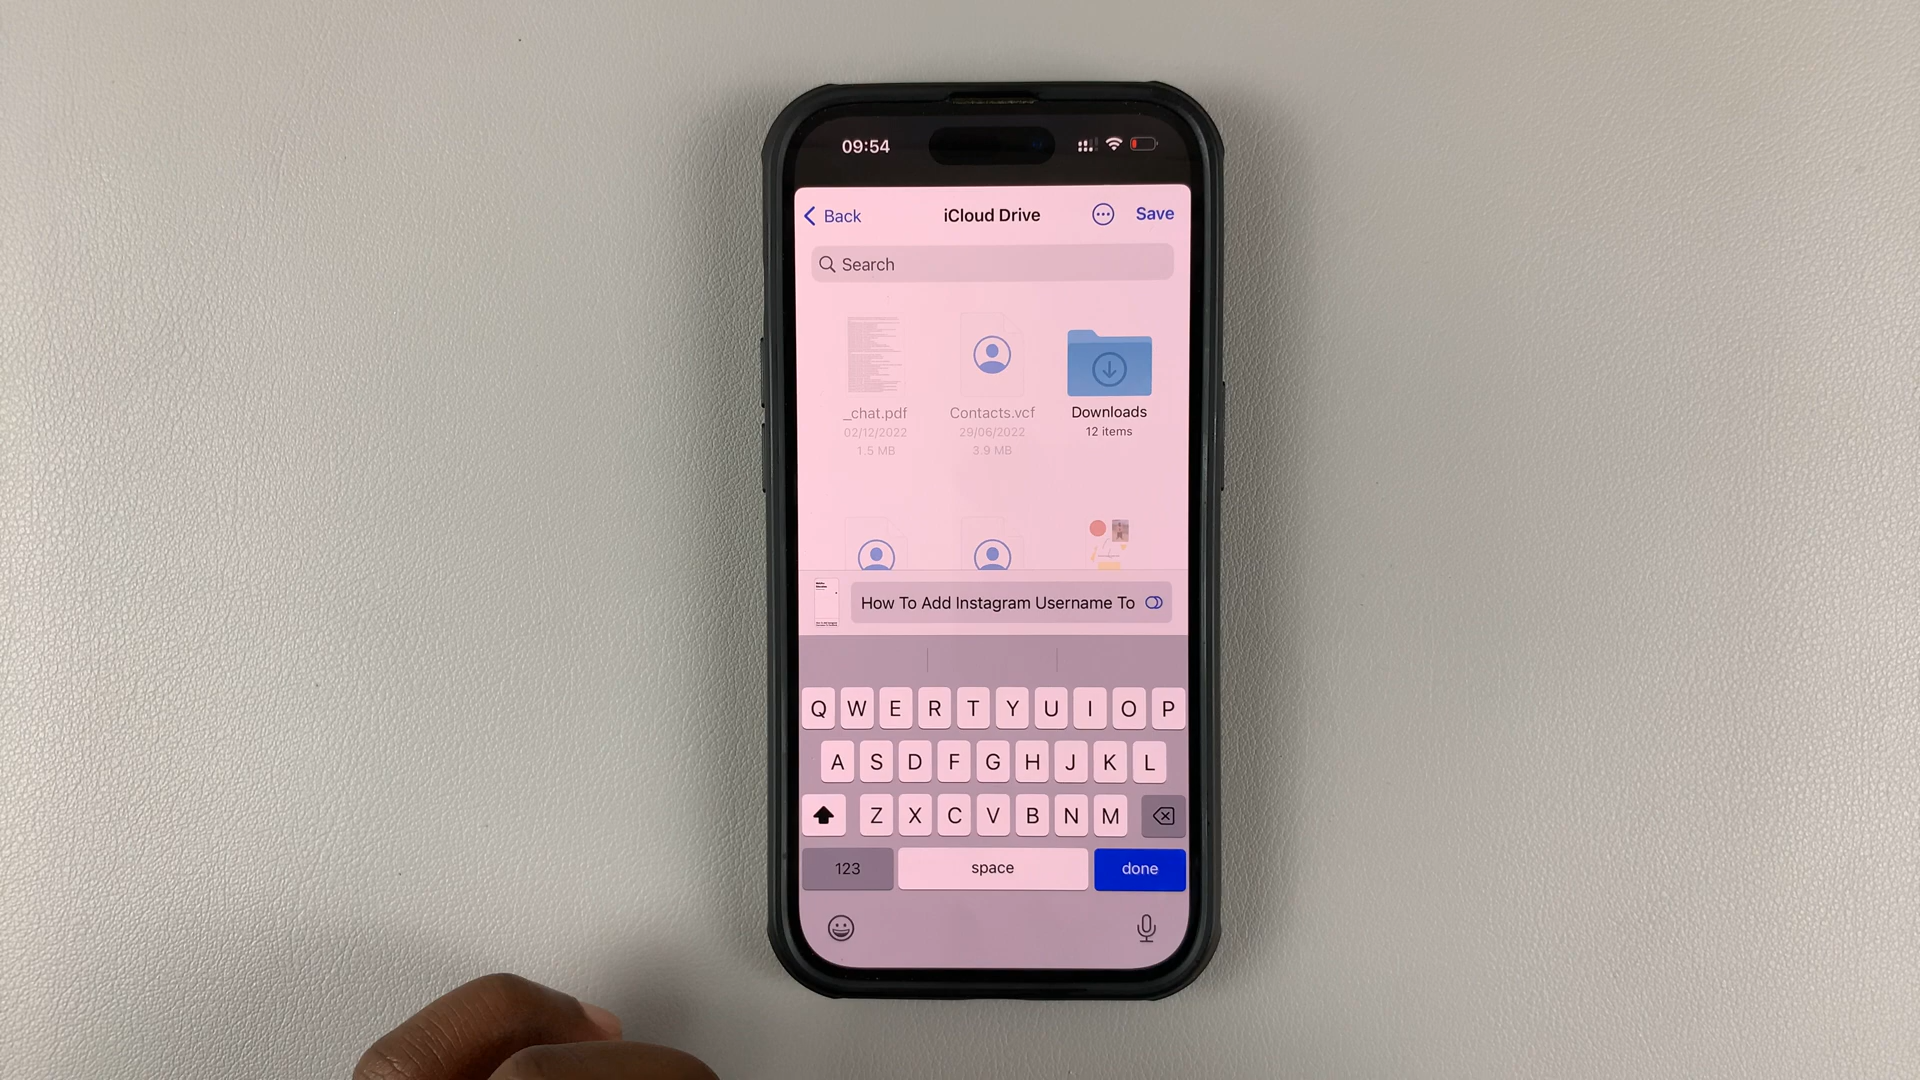 09:54
Back
iCloud Drive
Save
Search
_chat.pdf
02/12/2022
1.5 MB
Contacts.vcf
29/06/2022
3.9 MB
Downloads
12 items
How To Add Instagram Username To
Q W E R T Y U I O P
A S D F G H J K L
Z X C V B N M
123
space
done